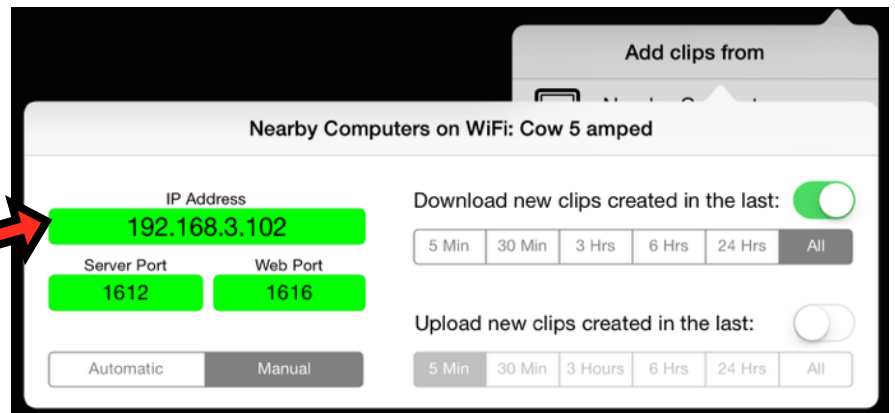 Add clips from
Nearby Computers on WiFi: Cow 5 amped
IP Address
192.168.3.102
Server Port Web Port
1612 1616
Automatic Manual
Download new clips created in the last:
5 Min 30 Min 3 Hrs 6 Hrs 24 Hrs All
Upload new clips created in the last:
5 Min 30 Min 3 Hours 6 Hrs 24 Hrs All